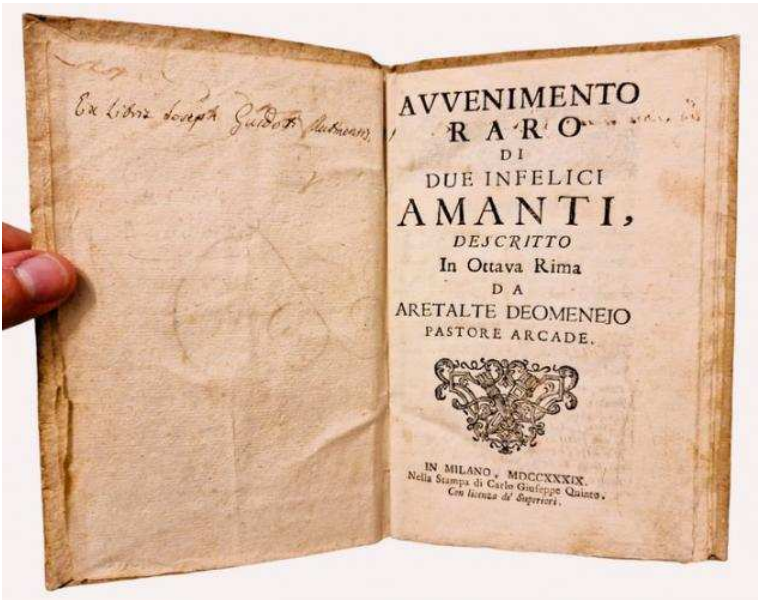 Ex Libris Joseph Guidoti
AVVENIMENTO
RARO
DI
DUE INFELICI
AMANTI,
DESCRITTO
In Ottava Rima
DA
ARETALTE DEOMENEJO
PASTORE ARCADE.
IN MILANO, MDCCXXXIX.
Nella Stampa di Carlo Giuseppe Quinto.
Con licenza de' Superiori.